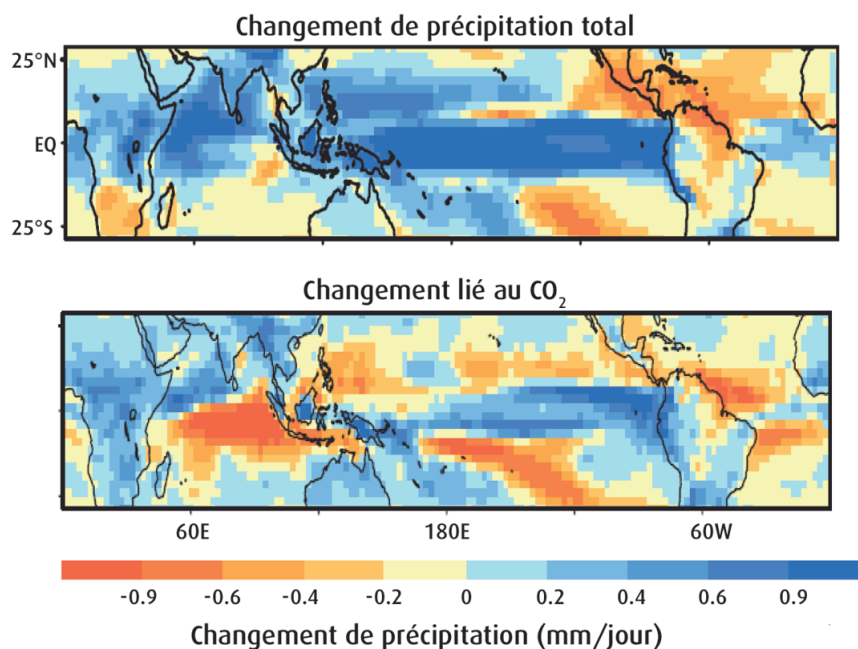 Changement de précipitation total
25°N
EQ
25°S
Changement lié au CO₂
60E 180E 60W
-0.9 -0.6 -0.4 -0.2 0 0.2 0.4 0.6 0.9
Changement de précipitation (mm/jour)